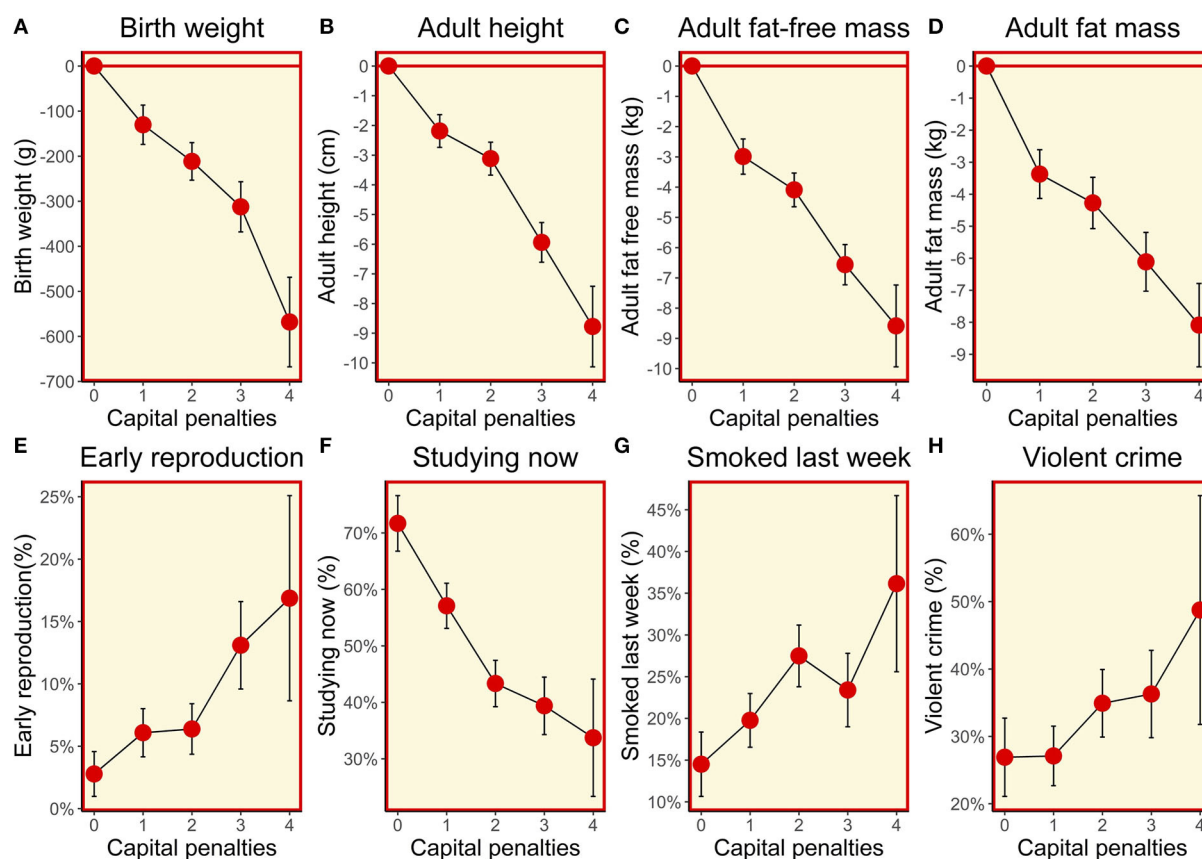 A Birth weight
Birth weight (g)
0
-100
-200
-300
-400
-500
-600
-700
0 1 2 3 4
Capital penalties
B Adult height
Adult height (cm)
0
-1
-2
-3
-4
-5
-6
-7
-8
-9
-10
0 1 2 3 4
Capital penalties
C Adult fat-free mass
Adult fat free mass (kg)
0
-1
-2
-3
-4
-5
-6
-7
-8
-9
-10
0 1 2 3 4
Capital penalties
D Adult fat mass
Adult fat mass (kg)
0
-1
-2
-3
-4
-5
-6
-7
-8
-9
0 1 2 3 4
Capital penalties
E Early reproduction
Early reproduction(%)
25%
20%
15%
10%
5%
0%
0 1 2 3 4
Capital penalties
F Studying now
Studying now (%)
70%
60%
50%
40%
30%
0 1 2 3 4
Capital penalties
G Smoked last week
Smoked last week (%)
45%
40%
35%
30%
25%
20%
15%
10%
0 1 2 3 4
Capital penalties
H Violent crime
Violent crime (%)
60%
50%
40%
30%
20%
0 1 2 3 4
Capital penalties